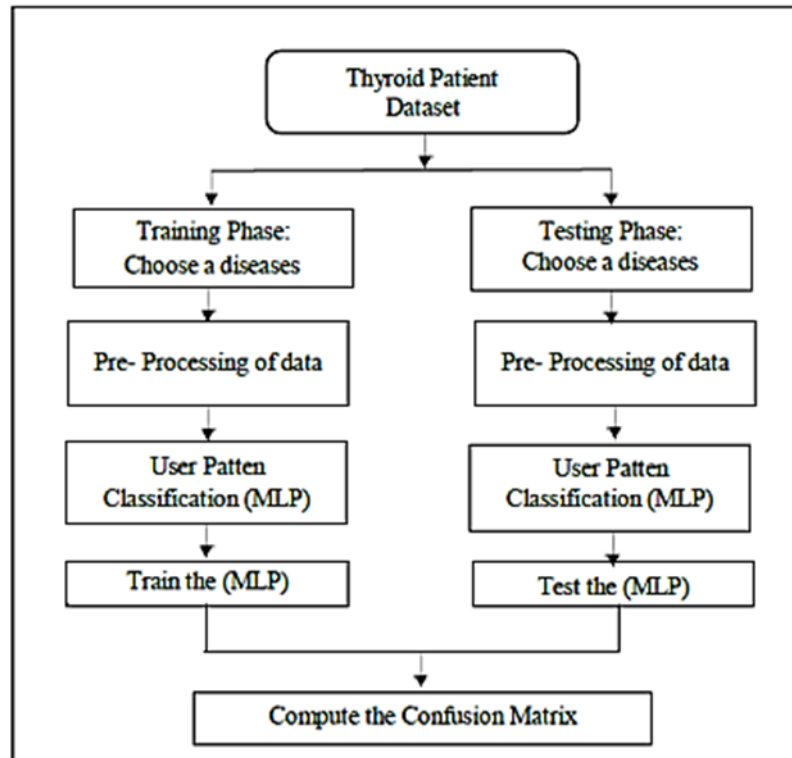 Thyroid Patient
Dataset
Training Phase:
Choose a diseases
Testing Phase:
Choose a diseases
Pre- Processing of data
Pre- Processing of data
User Patten
Classification (MLP)
User Patten
Classification (MLP)
Train the (MLP)
Test the (MLP)
Compute the Confusion Matrix